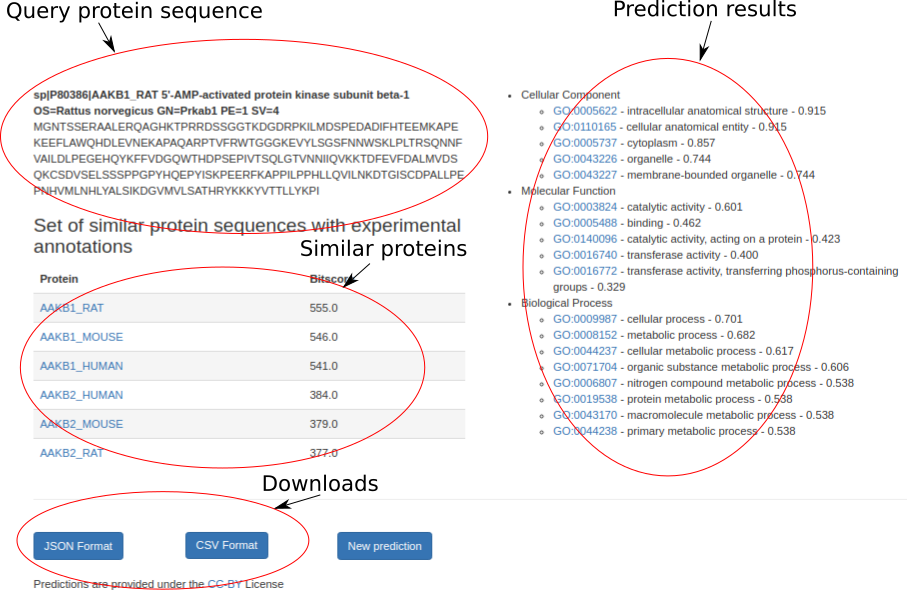 Query protein sequence
sp|P80386|AAKB1_RAT 5'-AMP-activated protein kinase subunit beta-1
OS=Rattus norvegicus GN=Prkab1 PE=1 SV=4
MGNTSSERAALERQAGHKTPRRDSSGGTKDGDRPKILMDSPEDADIFHTEEMKAPE
KEEFLAWQHDLEVNEKAPAQARPTVFRWTGGGKEVYLSGSFNNWSKLPLTRSQNNF
VAILDLPEGEHQYKFFVDGQWTHDPSEPIVTSQLGTVNNIIQVKKTDFEVFDALMVDS
QKCSDVSELSSSPPGPYHQEPYISKPEERFKAPPILPPHLLQVILNKDTGISCDPALLPE
PNHVMLNHLYALSIKDGVMVLSATHRYKKKYVTTLLYKPI
Set of similar protein sequences with experimental
annotations
Similar proteins
Protein Bitscore
AAKB1_RAT 555.0
AAKB1_MOUSE 546.0
AAKB1_HUMAN 541.0
AAKB2_HUMAN 384.0
AAKB2_MOUSE 379.0
AAKB2_RAT 377.0
Downloads
JSON Format CSV Format New prediction
Predictions are provided under the CC-BY License
Prediction results
Cellular Component
GO:0005622 - intracellular anatomical structure - 0.915
GO:0110165 - cellular anatomical entity - 0.915
GO:0005737 - cytoplasm - 0.857
GO:0043226 - organelle - 0.744
GO:0043227 - membrane-bounded organelle - 0.744
Molecular Function
GO:0003824 - catalytic activity - 0.601
GO:0005488 - binding - 0.462
GO:0140096 - catalytic activity, acting on a protein - 0.423
GO:0016740 - transferase activity - 0.400
GO:0016772 - transferase activity, transferring phosphorus-containing
groups - 0.329
Biological Process
GO:0009987 - cellular process - 0.701
GO:0008152 - metabolic process - 0.682
GO:0044237 - cellular metabolic process - 0.617
GO:0071704 - organic substance metabolic process - 0.606
GO:0006807 - nitrogen compound metabolic process - 0.538
GO:0019538 - protein metabolic process - 0.538
GO:0043170 - macromolecule metabolic process - 0.538
GO:0044238 - primary metabolic process - 0.538